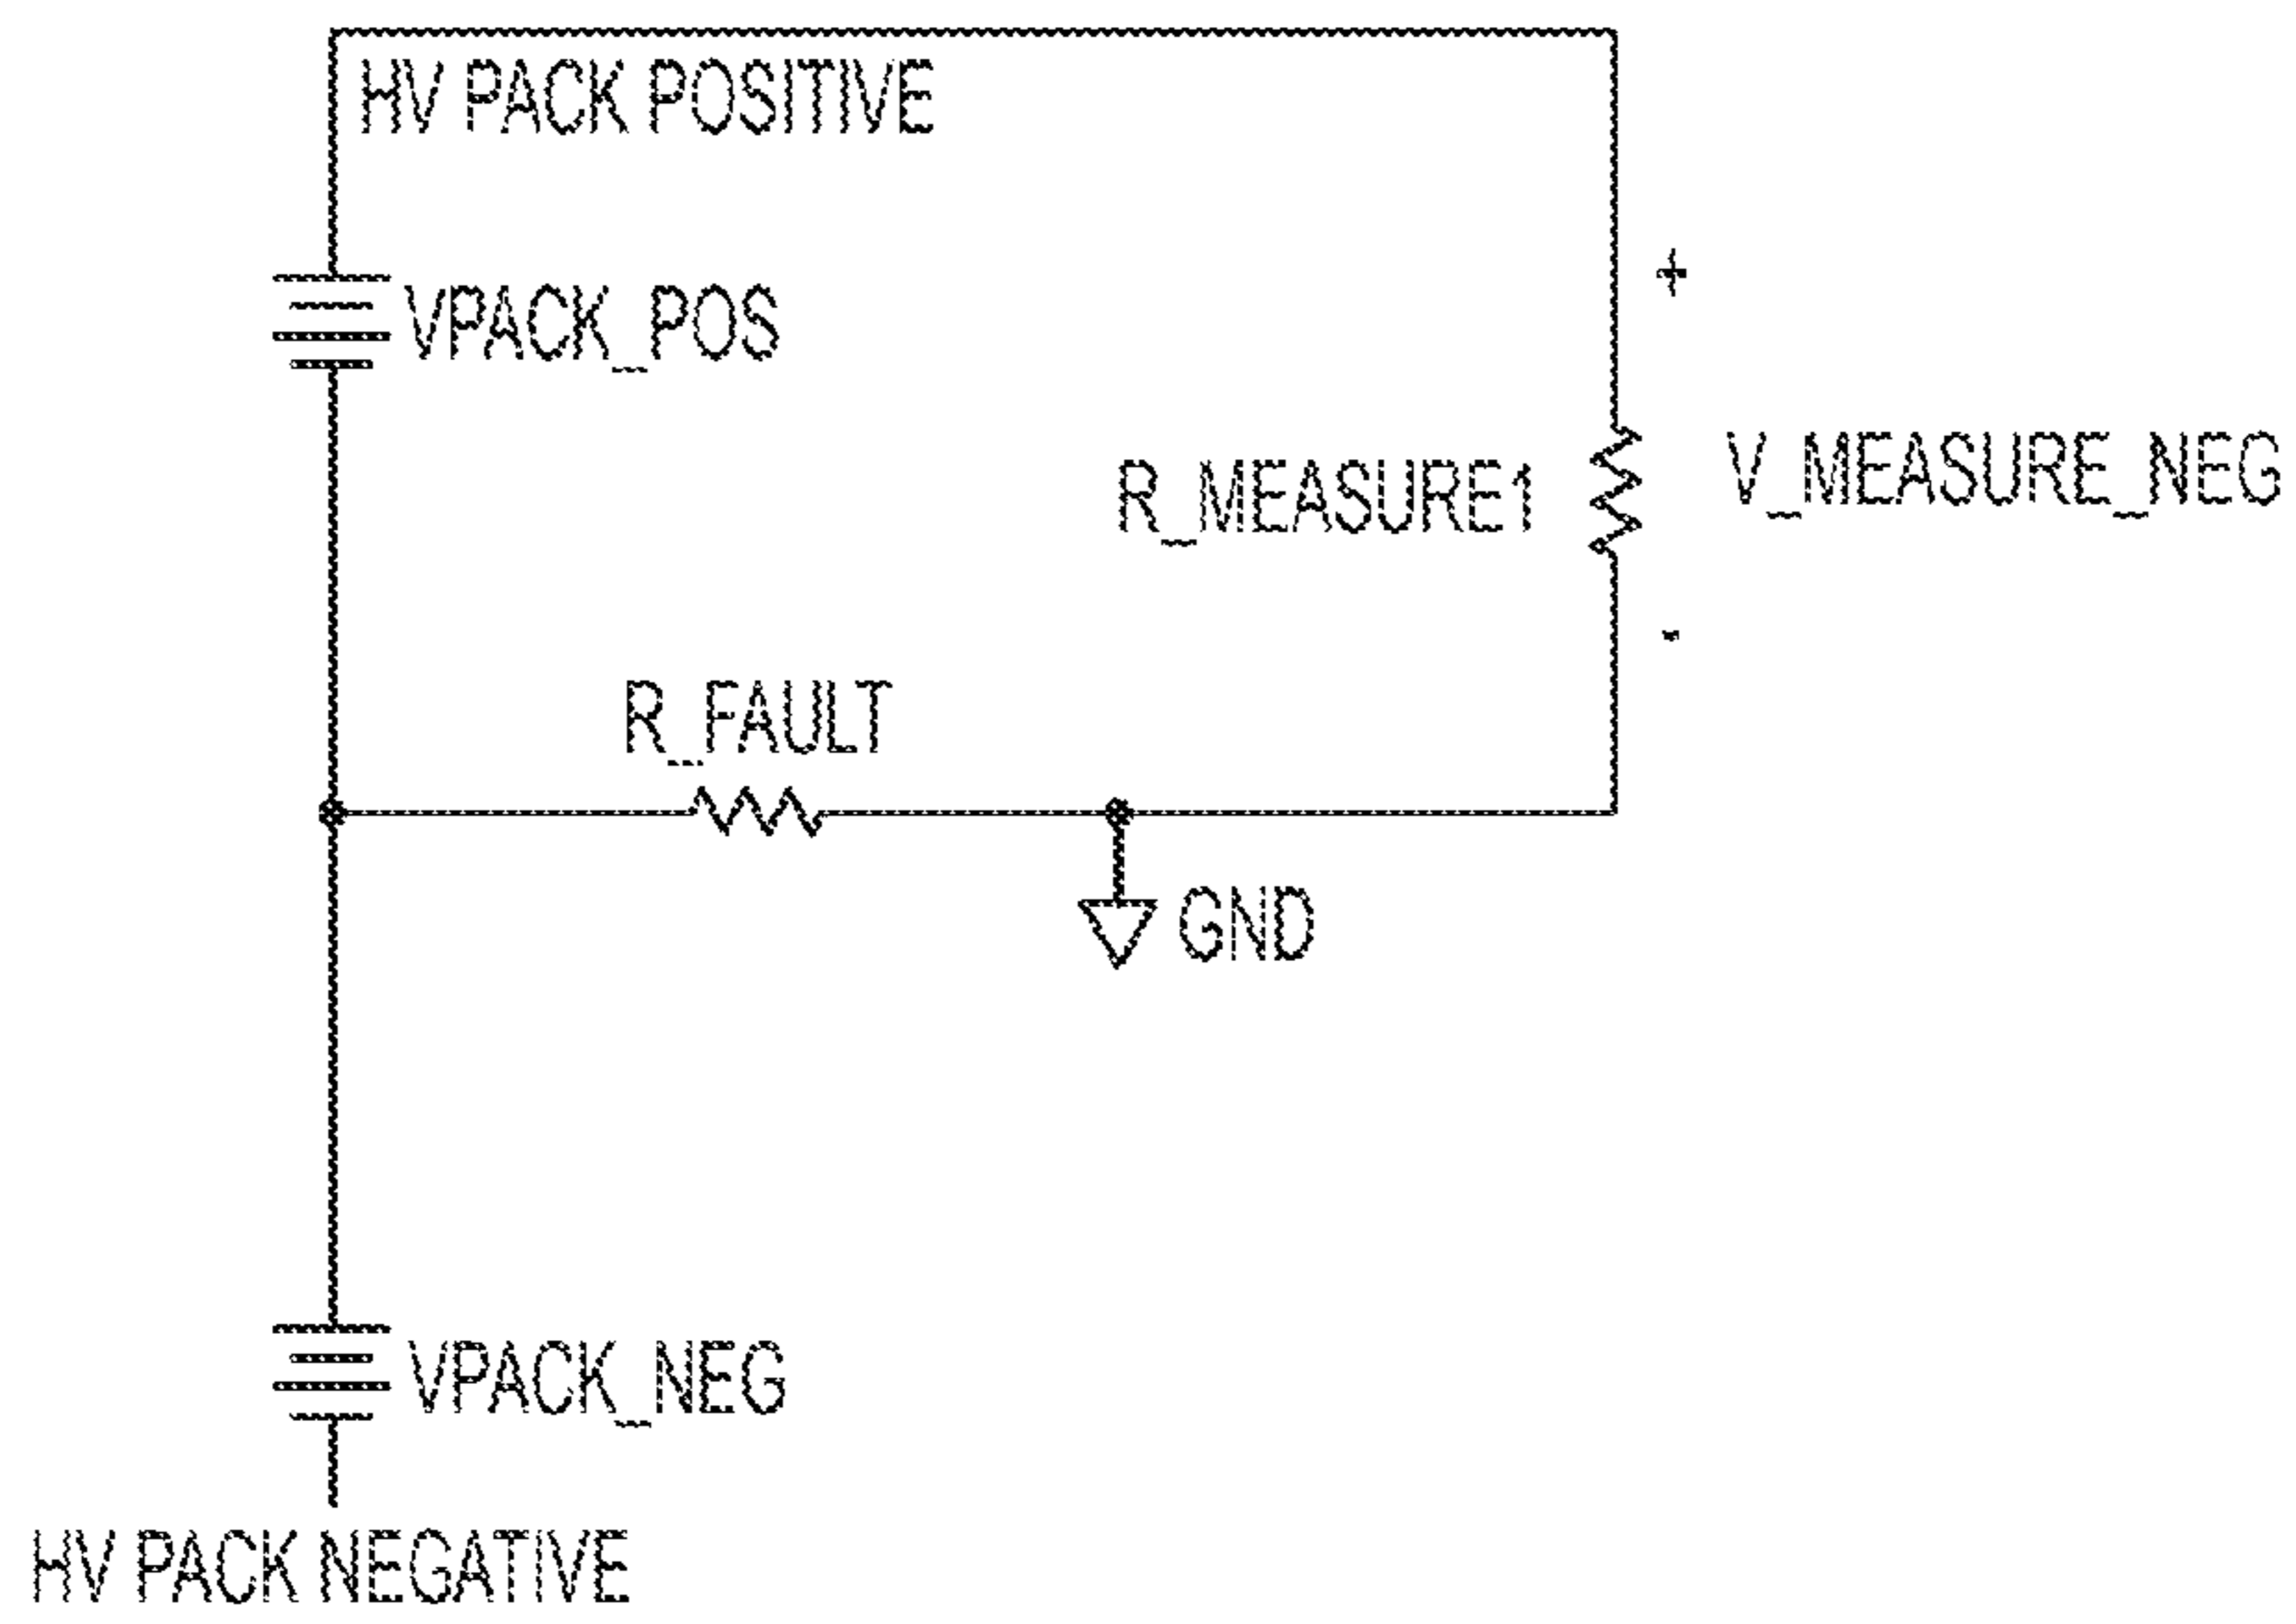 HV PACK POSITIVE
VPACK_POS
+
R_MEASURE1
V_MEASURE_NEG
-
R_FAULT
GND
VPACK_NEG
HV PACK NEGATIVE